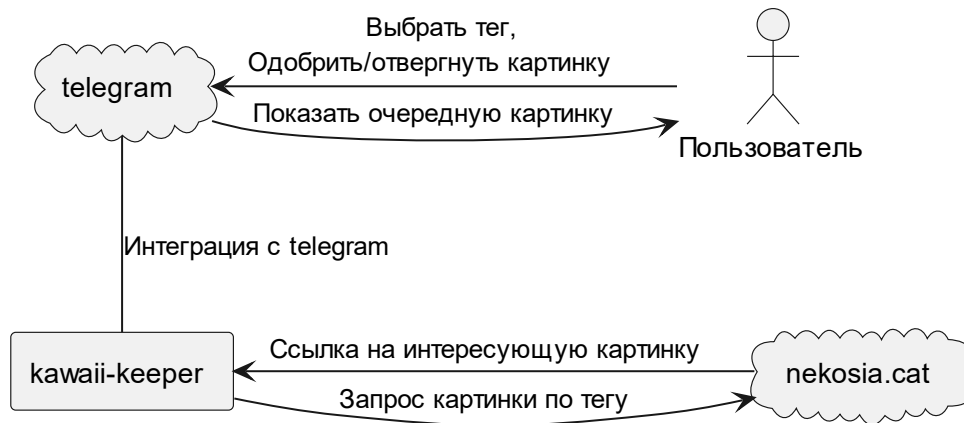 Выбрать тег,
Одобрить/отвергнуть картинку
telegram
Показать очередную картинку
Пользователь
Интеграция с telegram
Ссылка на интересующую картинку
kawaii-keeper
nekosia.cat
Запрос картинки по тегу